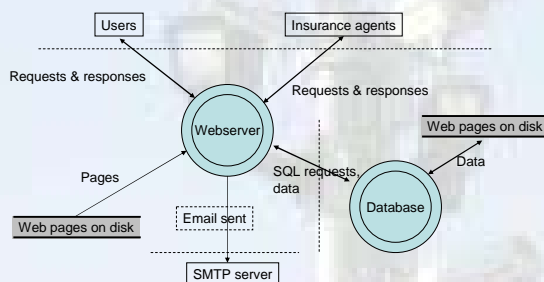 Users
Insurance agents
Requests & responses
Requests & responses
Webserver
Web pages on disk
Pages
SQL requests,
data
Data
Database
Email sent
Web pages on disk
SMTP server